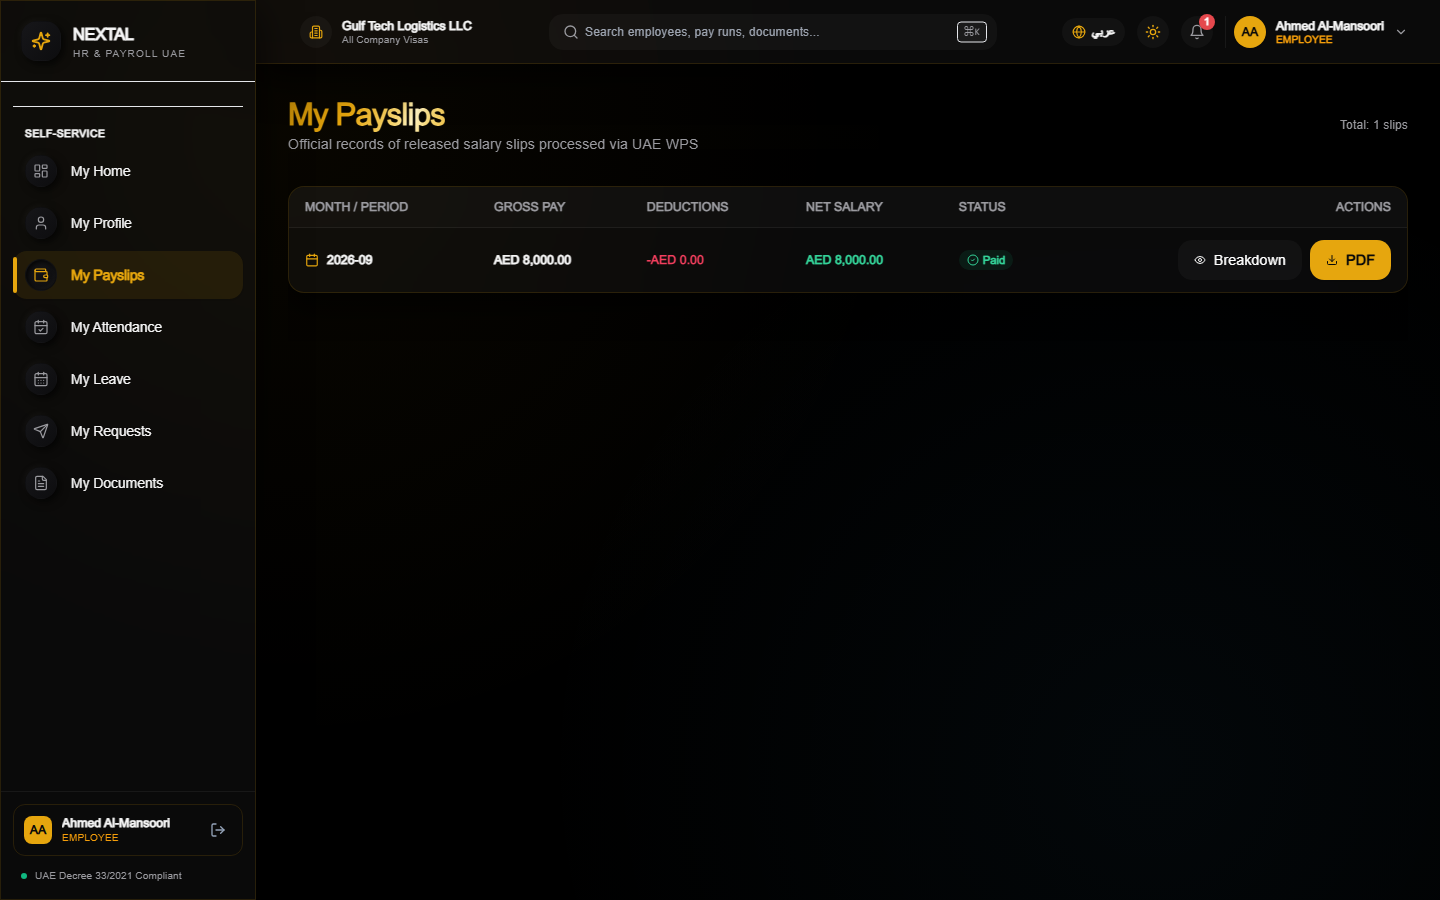 NEXTAL
HR & PAYROLL UAE
Gulf Tech Logistics LLC
All Company Visas
Search employees, pay runs, documents...
⌘K
عربي
1
AA
Ahmed Al-Mansoori
EMPLOYEE
SELF-SERVICE
My Home
My Profile
My Payslips
My Attendance
My Leave
My Requests
My Documents
My Payslips
Official records of released salary slips processed via UAE WPS
Total: 1 slips
MONTH / PERIOD GROSS PAY DEDUCTIONS NET SALARY STATUS ACTIONS
2026-09 AED 8,000.00 -AED 0.00 AED 8,000.00 Paid Breakdown PDF
AA
Ahmed Al-Mansoori
EMPLOYEE
UAE Decree 33/2021 Compliant